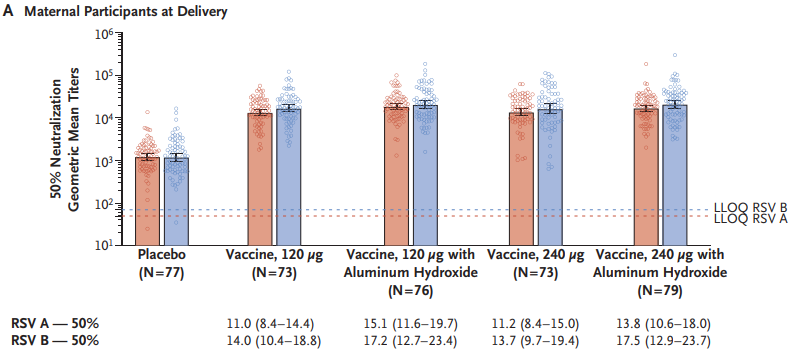 A Maternal Participants at Delivery
50% Neutralization
Geometric Mean Titers
10⁶
10⁵
10⁴
10³
10²
10¹
LLOQ RSV B
LLOQ RSV A
Placebo
(N=77)
Vaccine, 120 μg
(N=73)
Vaccine, 120 μg with
Aluminum Hydroxide
(N=76)
Vaccine, 240 μg
(N=73)
Vaccine, 240 μg with
Aluminum Hydroxide
(N=79)
RSV A — 50% 11.0 (8.4–14.4) 15.1 (11.6–19.7) 11.2 (8.4–15.0) 13.8 (10.6–18.0)
RSV B — 50% 14.0 (10.4–18.8) 17.2 (12.7–23.4) 13.7 (9.7–19.4) 17.5 (12.9–23.7)